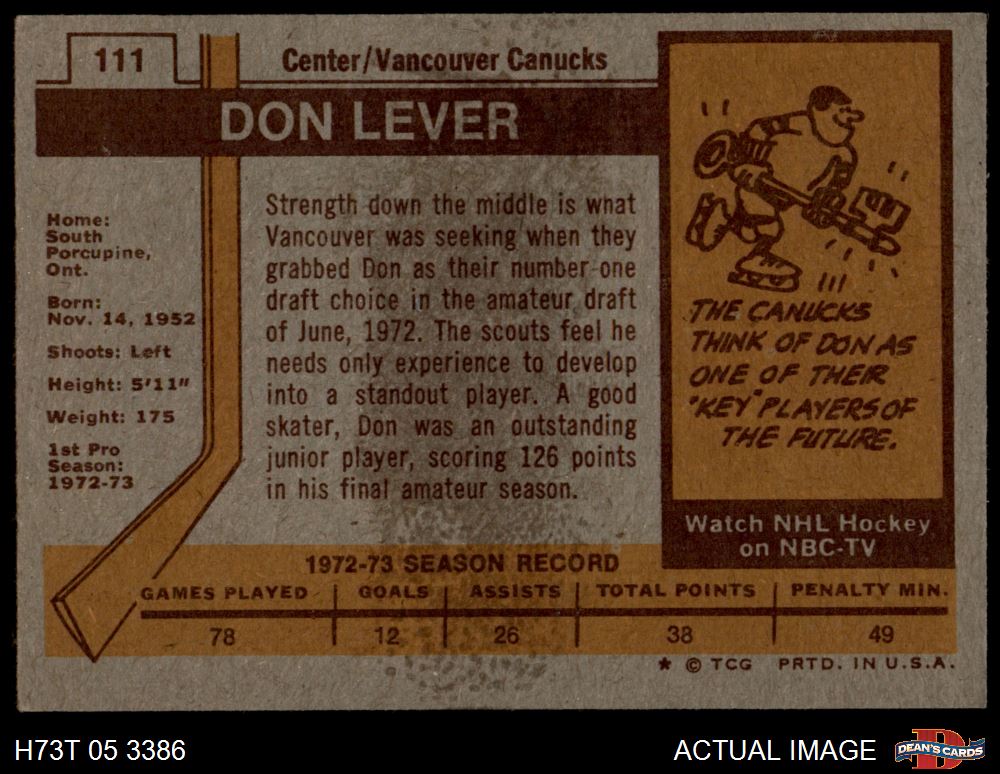 111
Center/Vancouver Canucks
DON LEVER
Home:
South
Porcupine,
Ont.
Born:
Nov. 14, 1952
Shoots: Left
Height: 5'11"
Weight: 175
1st Pro
Season:
1972-73
Strength down the middle is what
Vancouver was seeking when they
grabbed Don as their number one
draft choice in the amateur draft
of June, 1972. The scouts feel he
needs only experience to develop
into a standout player. A good
skater, Don was an outstanding
junior player, scoring 126 points
in his final amateur season.
THE CANUCKS
THINK OF DON AS
ONE OF THEIR
"KEY" PLAYERS OF
THE FUTURE.
Watch NHL Hockey
on NBC-TV
1972-73 SEASON RECORD
GAMES PLAYED GOALS ASSISTS TOTAL POINTS PENALTY MIN.
78 12 26 38 49
* © TCG PRTD. IN U.S.A.
H73T 05 3386
ACTUAL IMAGE
D
DEAN'S CARDS